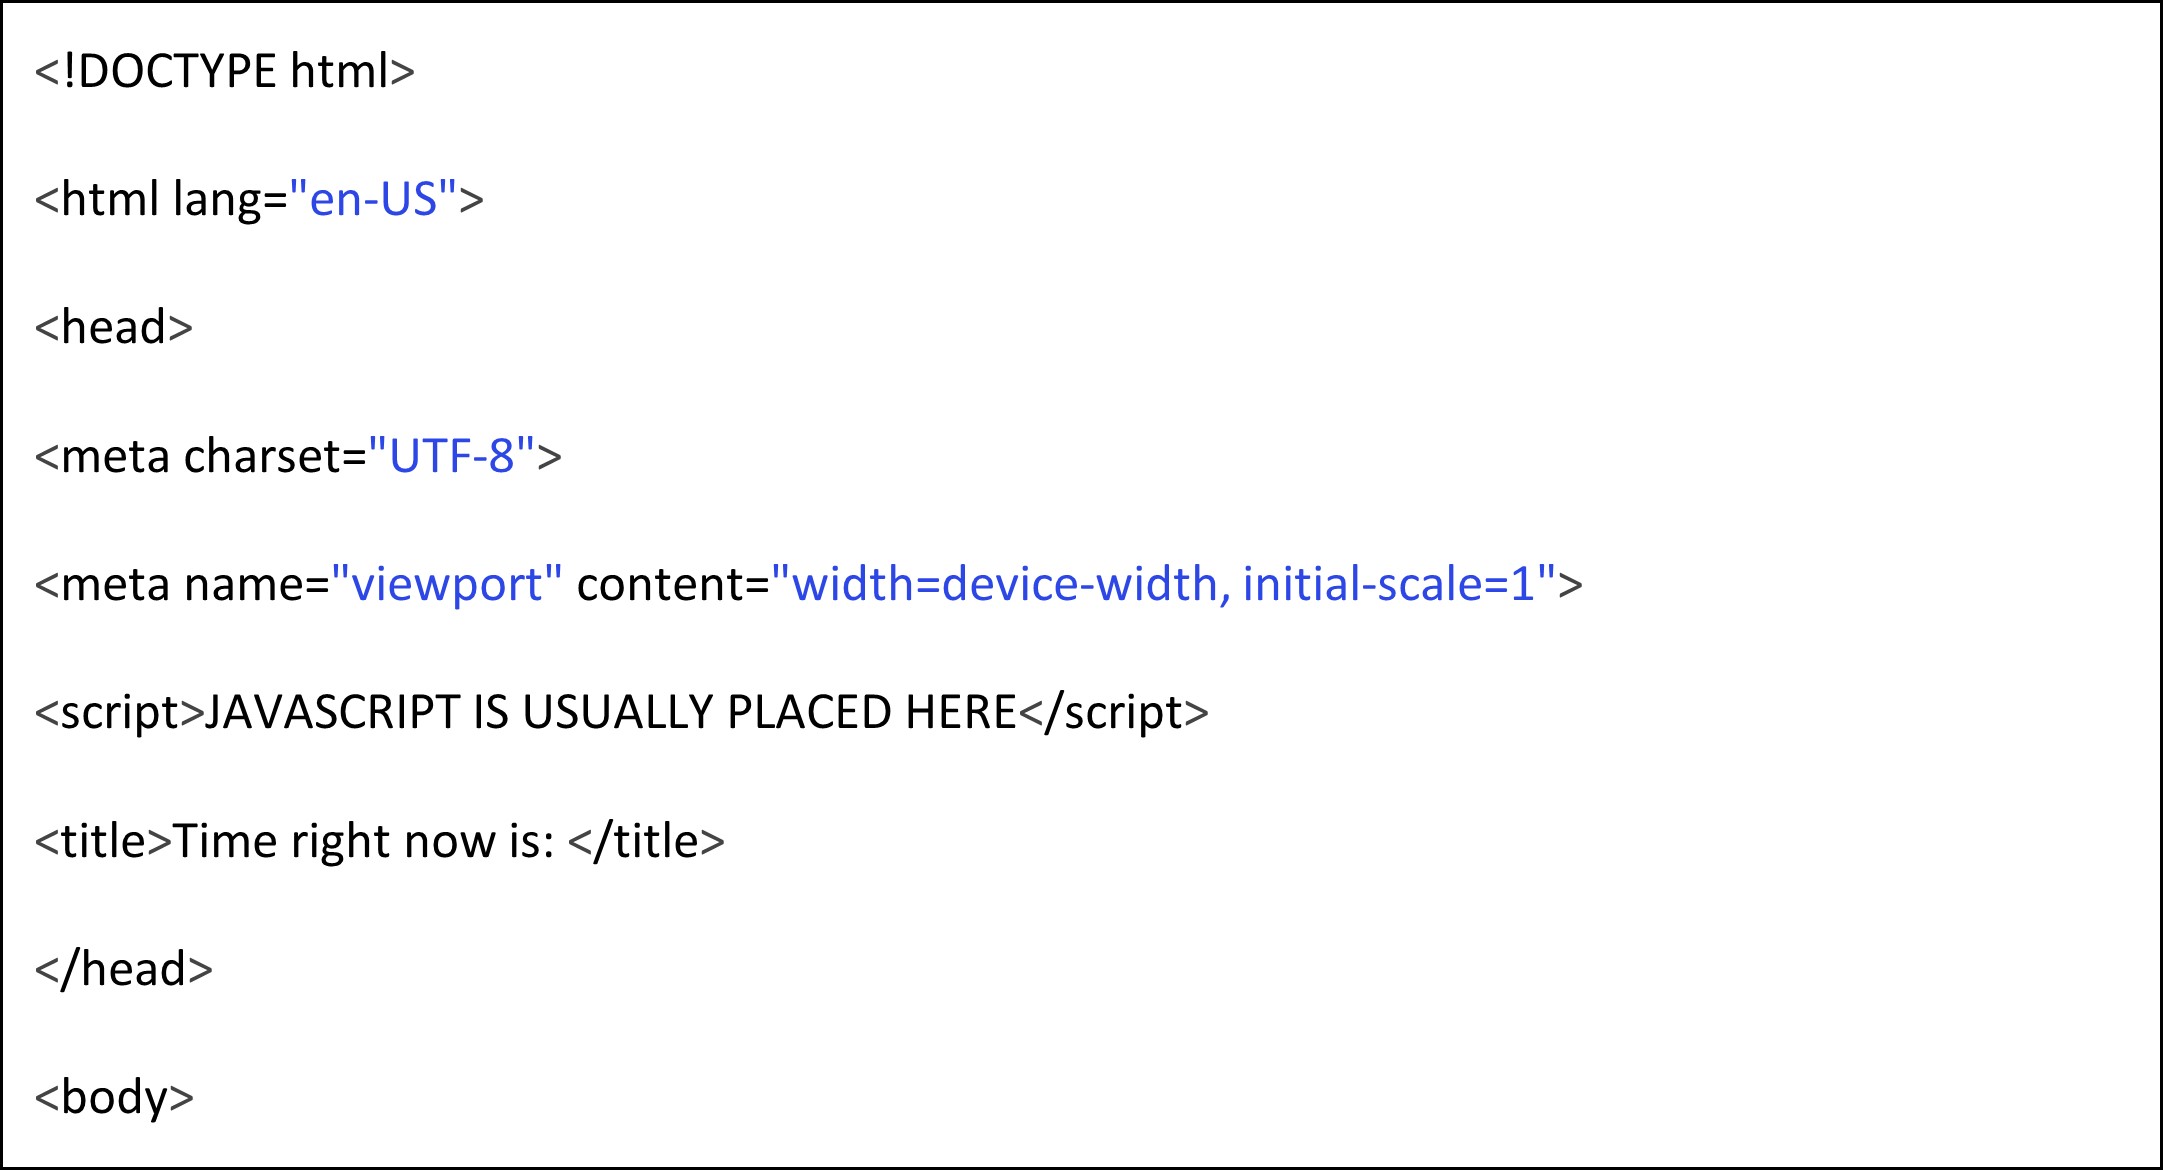 <!DOCTYPE html>
<html lang="en-US">
<head>
<meta charset="UTF-8">
<meta name="viewport" content="width=device-width, initial-scale=1">
<script>JAVASCRIPT IS USUALLY PLACED HERE</script>
<title>Time right now is: </title>
</head>
<body>